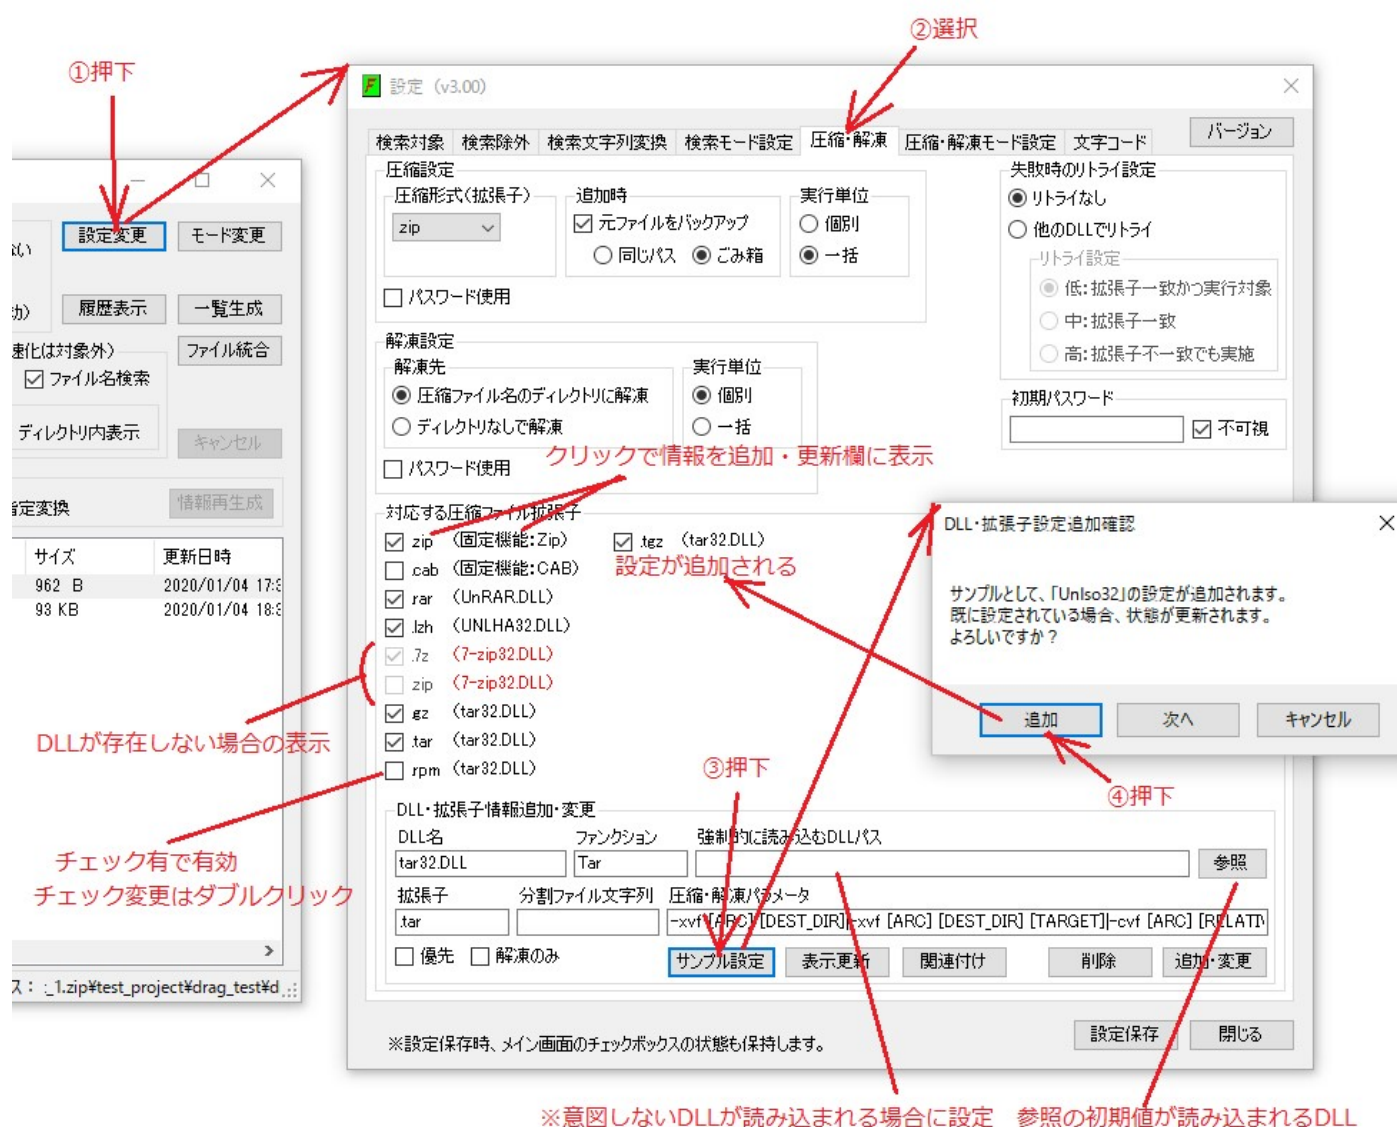 ②選択
①押下
設定（v3.00）
検索対象 検索除外 検索文字列変換 検索モード設定 圧縮・解凍 圧縮・解凍モード設定 文字コード バージョン
圧縮設定
圧縮形式(拡張子)
zip
追加時
元ファイルをバックアップ
同じパス ごみ箱
実行単位
個別
一括
パスワード使用
失敗時のリトライ設定
リトライなし
他のDLLでリトライ
リトライ設定
低：拡張子一致かつ実行対象
中：拡張子一致
高：拡張子不一致でも実施
設定変更 モード変更
履歴表示 一覧生成
速化は対象外) ファイル統合
ファイル名検索
ディレクトリ内表示 キャンセル
指定変換 情報再生成
解凍設定
解凍先
圧縮ファイル名のディレクトリに解凍
ディレクトリなしで解凍
実行単位
個別
一括
パスワード使用
初期パスワード
不可視
クリックで情報を追加・更新欄に表示
サイズ 更新日時
962 B 2020/01/04 17:3
93 KB 2020/01/04 18:3
対応する圧縮ファイル拡張子
.zip (固定機能:Zip) .tgz (tar32.DLL)
.cab (固定機能:CAB)
.rar (UnRAR.DLL)
.lzh (UNLHA32.DLL)
.7z (7-zip32.DLL)
.zip (7-zip32.DLL)
.gz (tar32.DLL)
.tar (tar32.DLL)
.rpm (tar32.DLL)
設定が追加される
DLL・拡張子設定追加確認
サンプルとして、「UnIso32」の設定が追加されます。
既に設定されている場合、状態が更新されます。
よろしいですか？
追加 次へ キャンセル
④押下
DLLが存在しない場合の表示
③押下
チェック有で有効
チェック変更はダブルクリック
DLL・拡張子情報追加・変更
DLL名 ファンクション 強制的に読み込むDLLパス
tar32.DLL Tar 参照
拡張子 分割ファイル文字列 圧縮・解凍パラメータ
.tar -xvf [ARC] [DEST_DIR]|-xvf [ARC] [DEST_DIR] [TARGET]|-cvf [ARC] [RELATIV
優先 解凍のみ サンプル設定 表示更新 関連付け 削除 追加・変更
ス： :_1.zip¥test_project¥drag_test¥d
※設定保存時、メイン画面のチェックボックスの状態も保持します。
設定保存 閉じる
※意図しないDLLが読み込まれる場合に設定 参照の初期値が読み込まれるDLL